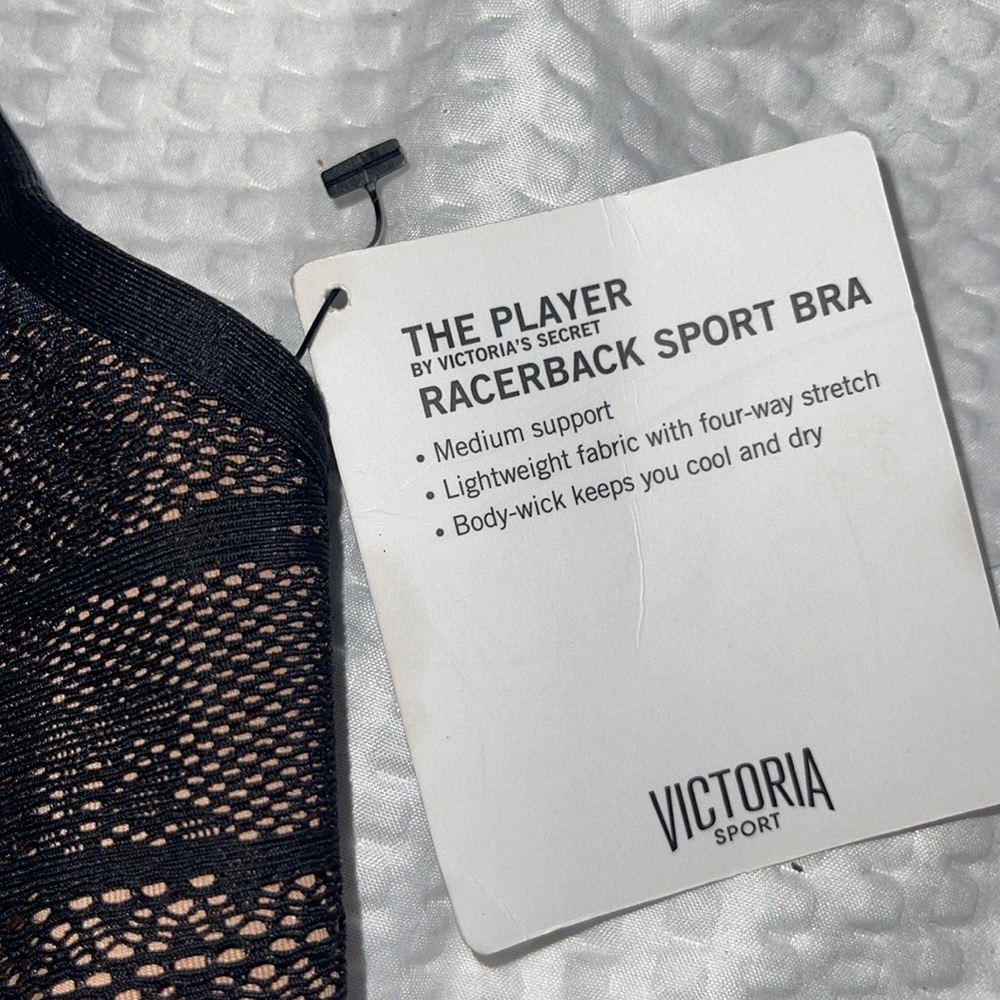 THE PLAYER
BY VICTORIA'S SECRET
RACERBACK SPORT BRA
• Medium support
• Lightweight fabric with four-way stretch
• Body-wick keeps you cool and dry
VICTORIA
SPORT